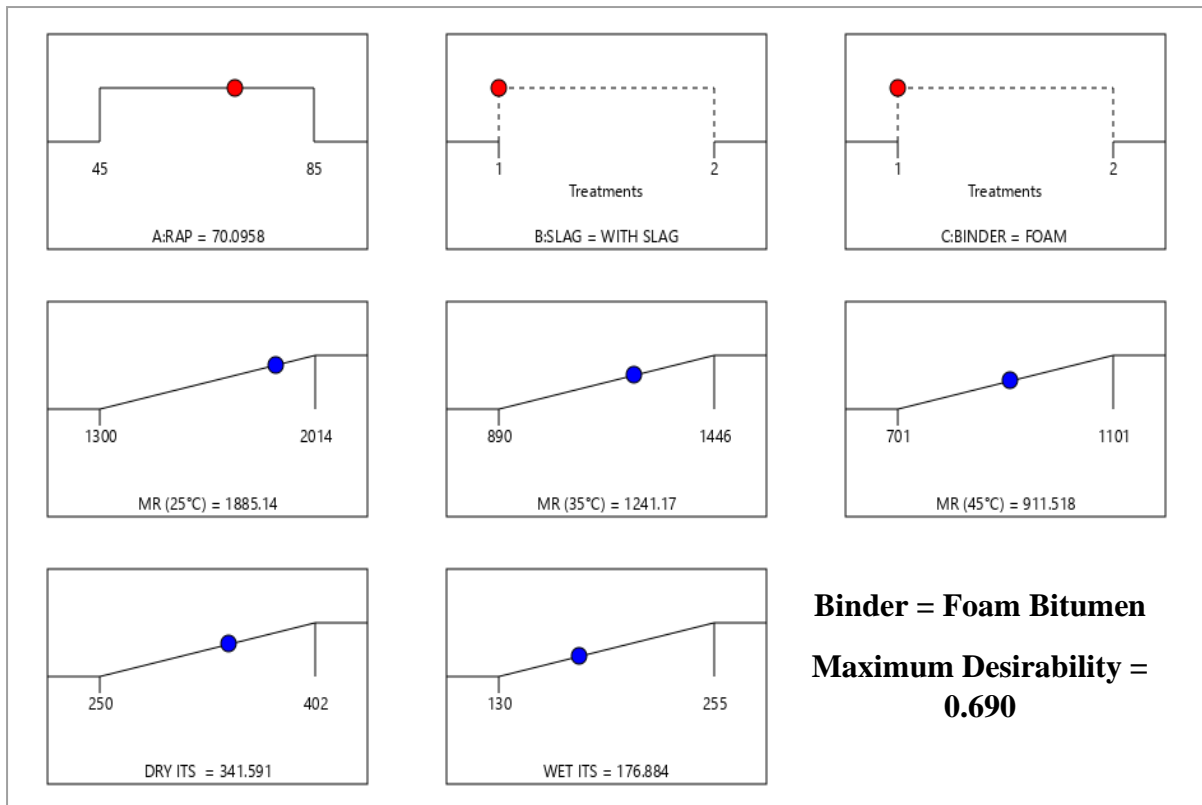 45
85
A:RAP = 70.0958
1
2
Treatments
B:SLAG = WITH SLAG
1
2
Treatments
C:BINDER = FOAM
1300
2014
MR (25°C) = 1885.14
890
1446
MR (35°C) = 1241.17
701
1101
MR (45°C) = 911.518
250
402
DRY ITS = 341.591
130
255
WET ITS = 176.884
Binder = Foam Bitumen
Maximum Desirability =
0.690